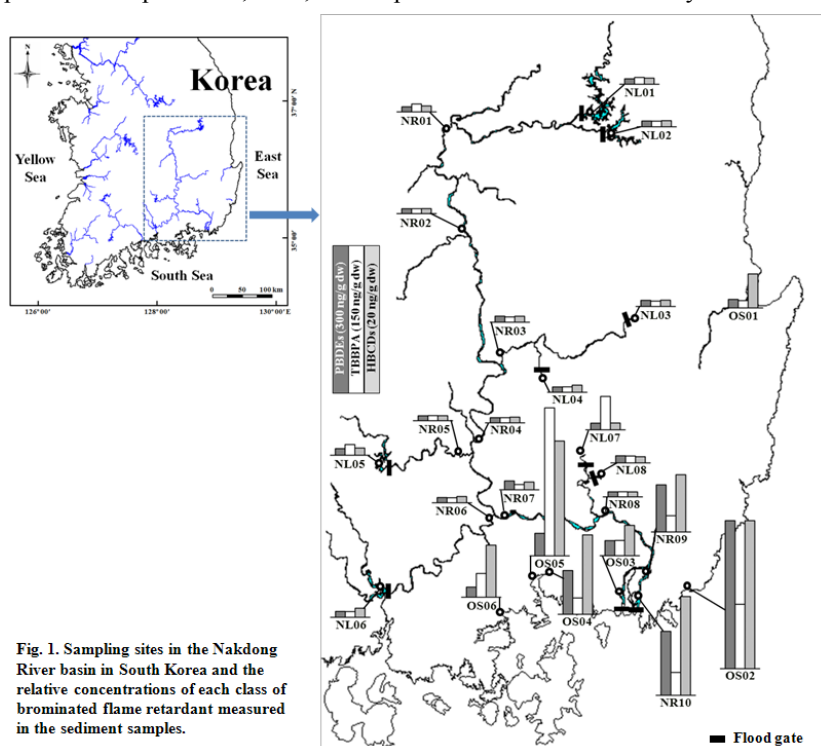 N
Korea
37°00' N
Yellow
Sea
East
Sea
35°00'
South Sea
0 50 100 km
126°00'
128°00'
130°00' E
NL01
NR01
NL02
NR02
PBDEs (300 ng/g dw)
TBBPA (150 ng/g dw)
HBCDs (20 ng/g dw)
OS01
NL03
NR03
NL04
NR05
NR04
NL07
NL05
NL08
NR07
NR06
NR08
NR09
OS05
OS03
OS06
OS04
NL06
OS02
NR10
Fig. 1. Sampling sites in the Nakdong
River basin in South Korea and the
relative concentrations of each class of
brominated flame retardant measured
in the sediment samples.
Flood gate